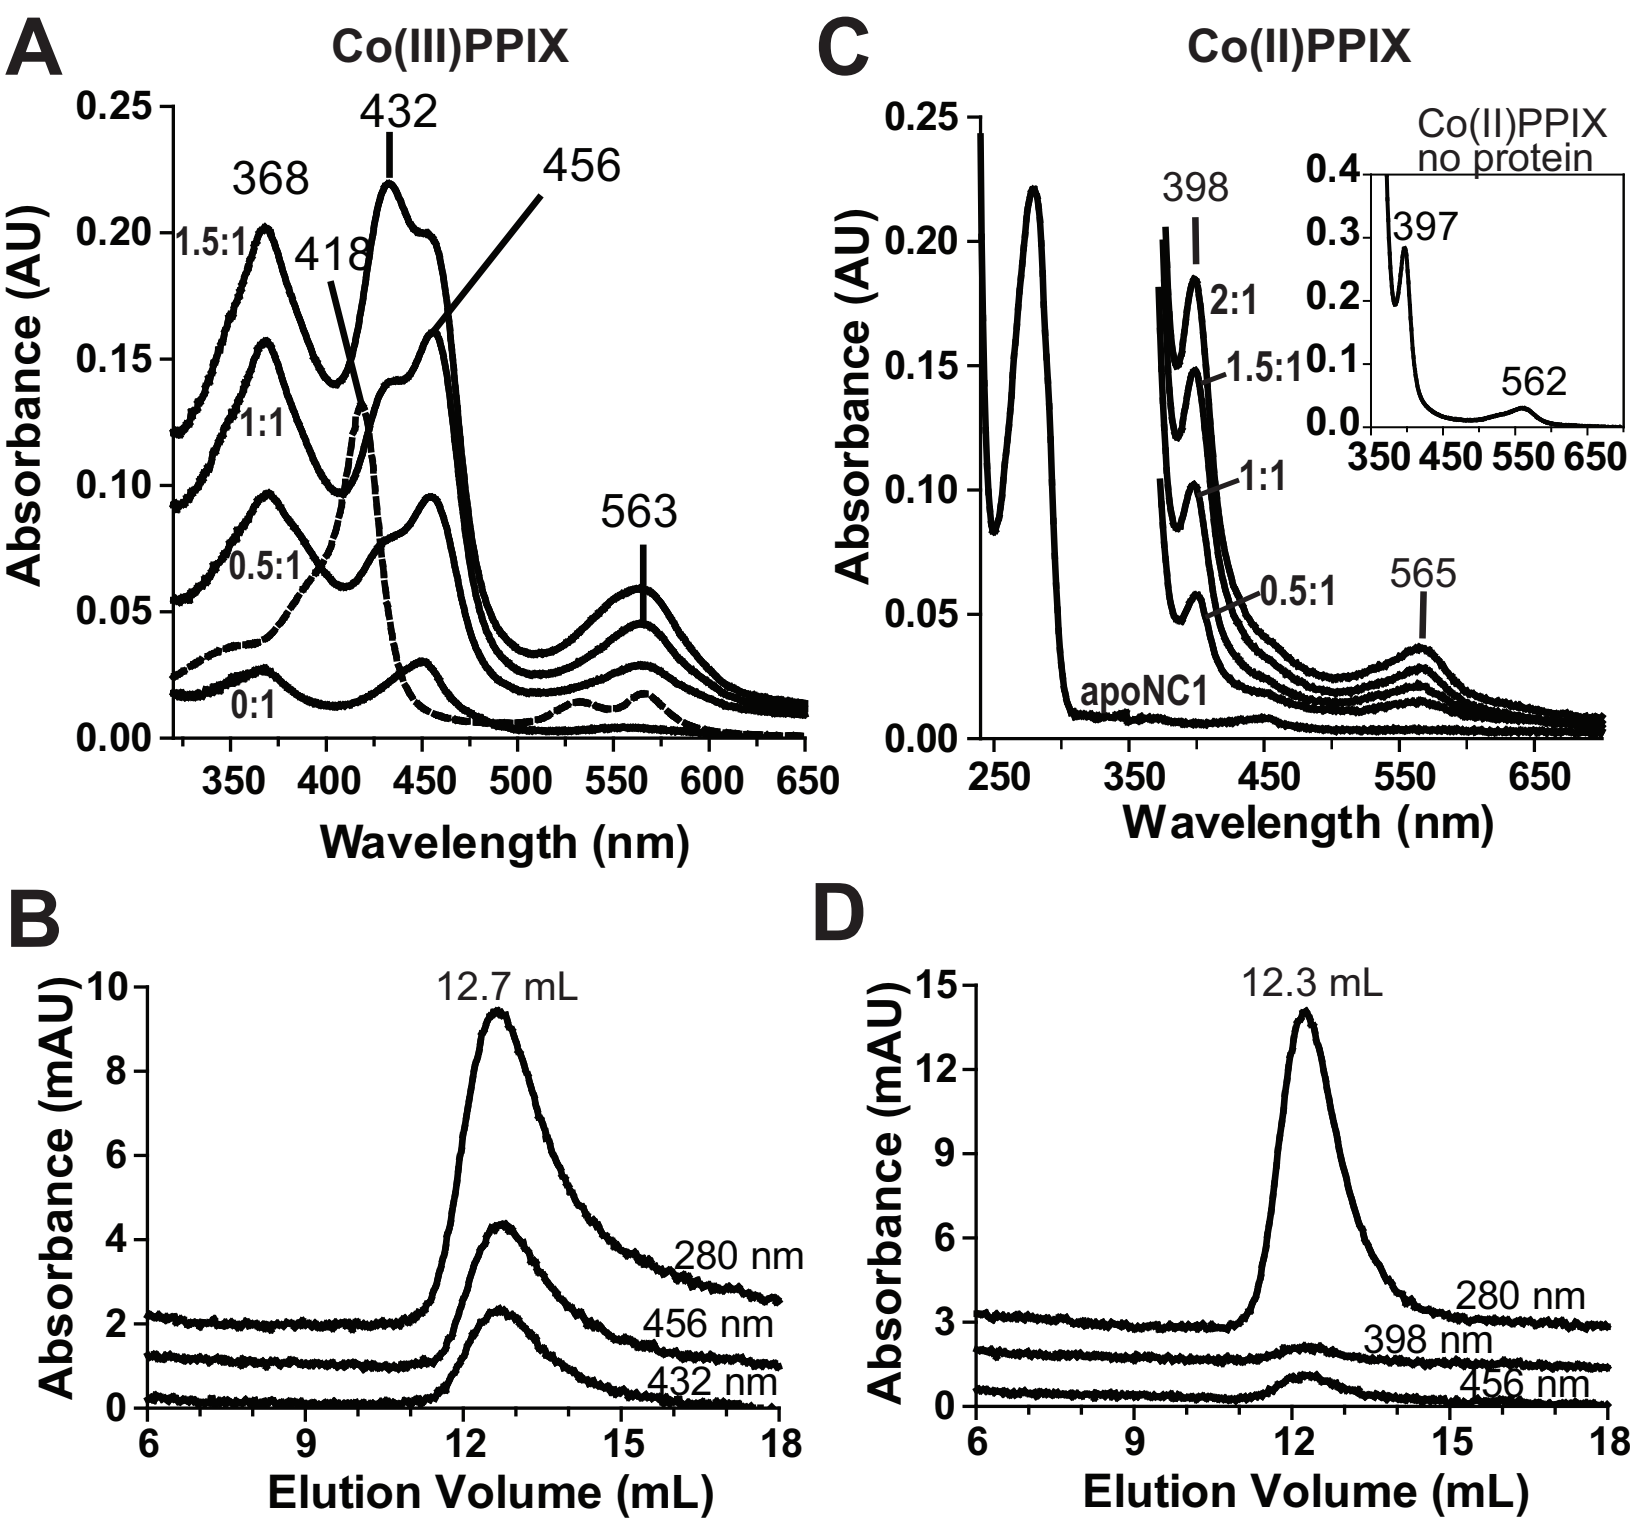 A
Co(III)PPIX
Absorbance (AU)
0.25
0.20
0.15
0.10
0.05
0.00
432
456
368
418
1.5:1
1:1
0.5:1
0:1
563
350 400 450 500 550 600 650
Wavelength (nm)
C
Co(II)PPIX
Absorbance (AU)
0.25
0.20
0.15
0.10
0.05
0.00
398
2:1
1.5:1
1:1
0.5:1
565
apoNC1
250 350 450 550 650
Wavelength (nm)
Co(II)PPIX
no protein
0.4
0.3
0.2
0.1
0.0
397
562
350 450 550 650
B
Absorbance (mAU)
10
8
6
4
2
0
12.7 mL
280 nm
456 nm
432 nm
6 9 12 15 18
Elution Volume (mL)
D
Absorbance (mAU)
15
12
9
6
3
0
12.3 mL
280 nm
398 nm
456 nm
6 9 12 15 18
Elution Volume (mL)